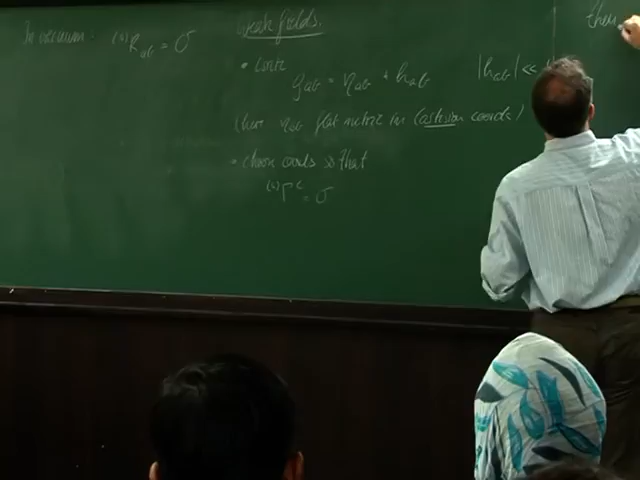 In vacuum: ⁽⁴⁾R_ab = 0
Weak fields.
• write
g_ab = η_ab + h_ab |h_ab| <<
(here η_ab flat metric in Cartesian coords)
• choose coords so that
⁽⁴⁾Γ^c = 0
then